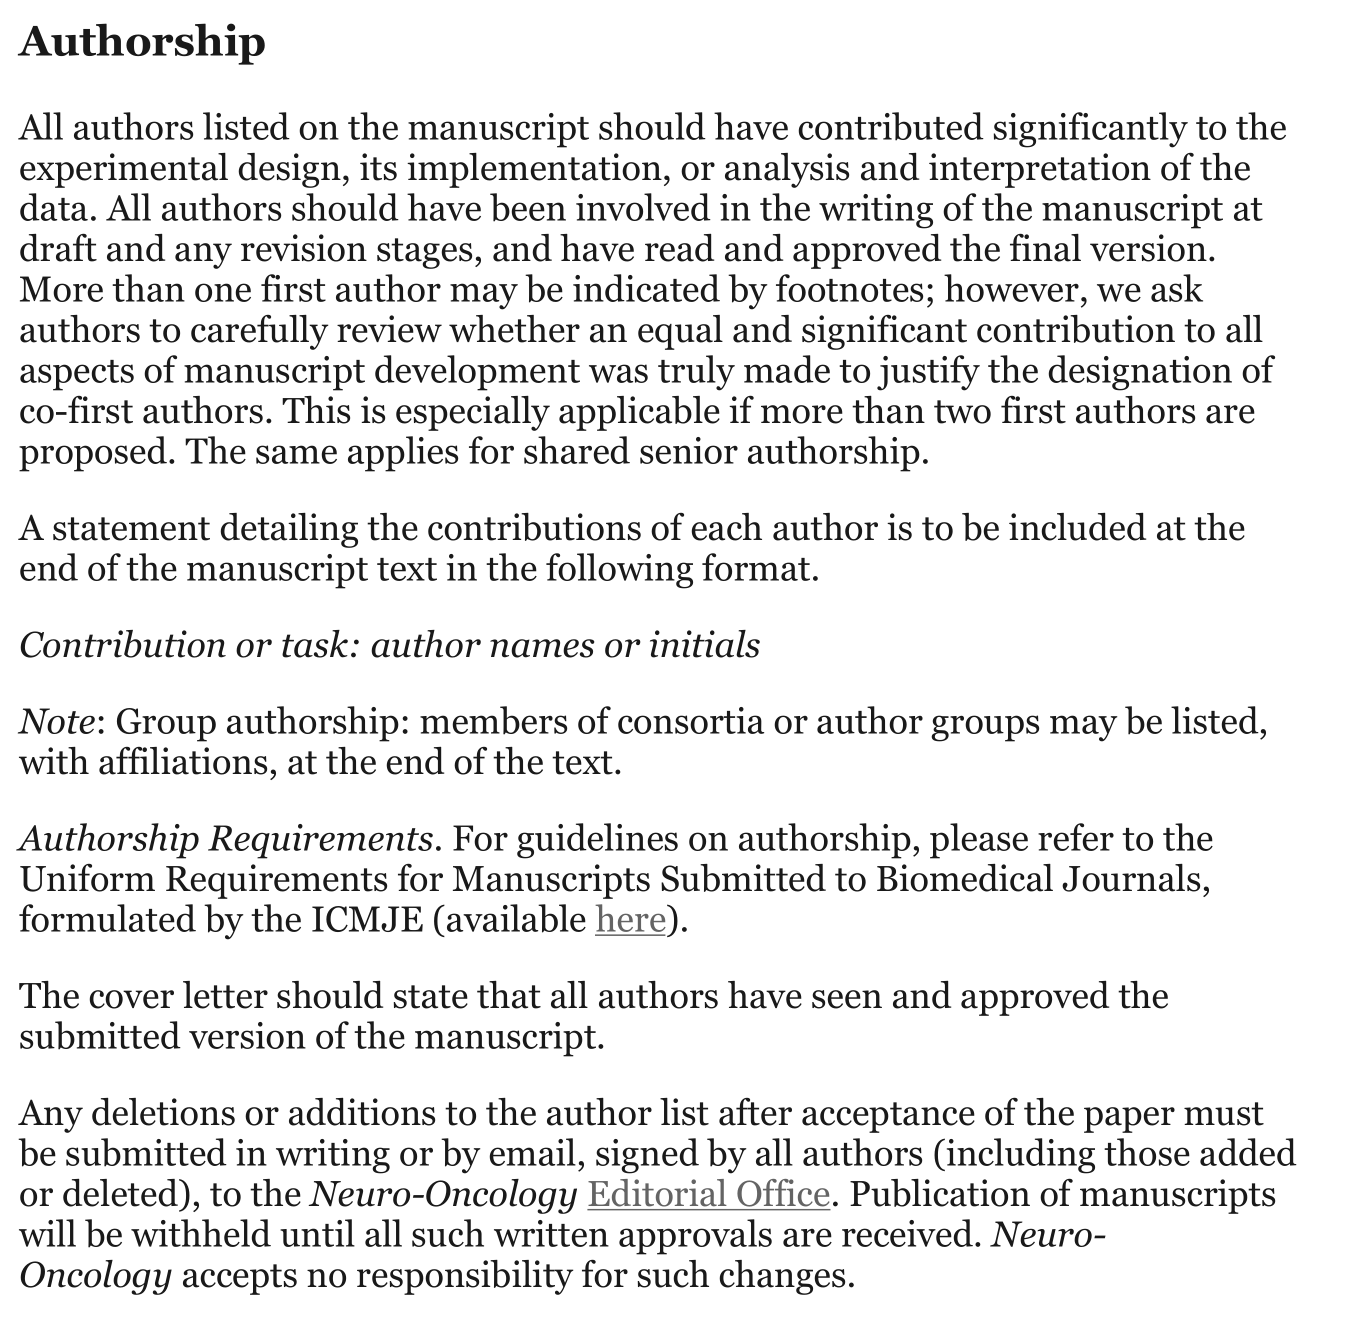 Authorship
All authors listed on the manuscript should have contributed significantly to the
experimental design, its implementation, or analysis and interpretation of the
data. All authors should have been involved in the writing of the manuscript at
draft and any revision stages, and have read and approved the final version.
More than one first author may be indicated by footnotes; however, we ask
authors to carefully review whether an equal and significant contribution to all
aspects of manuscript development was truly made to justify the designation of
co-first authors. This is especially applicable if more than two first authors are
proposed. The same applies for shared senior authorship.
A statement detailing the contributions of each author is to be included at the
end of the manuscript text in the following format.
Contribution or task: author names or initials
Note: Group authorship: members of consortia or author groups may be listed,
with affiliations, at the end of the text.
Authorship Requirements. For guidelines on authorship, please refer to the
Uniform Requirements for Manuscripts Submitted to Biomedical Journals,
formulated by the ICMJE (available here).
The cover letter should state that all authors have seen and approved the
submitted version of the manuscript.
Any deletions or additions to the author list after acceptance of the paper must
be submitted in writing or by email, signed by all authors (including those added
or deleted), to the Neuro-Oncology Editorial Office. Publication of manuscripts
will be withheld until all such written approvals are received. Neuro-
Oncology accepts no responsibility for such changes.